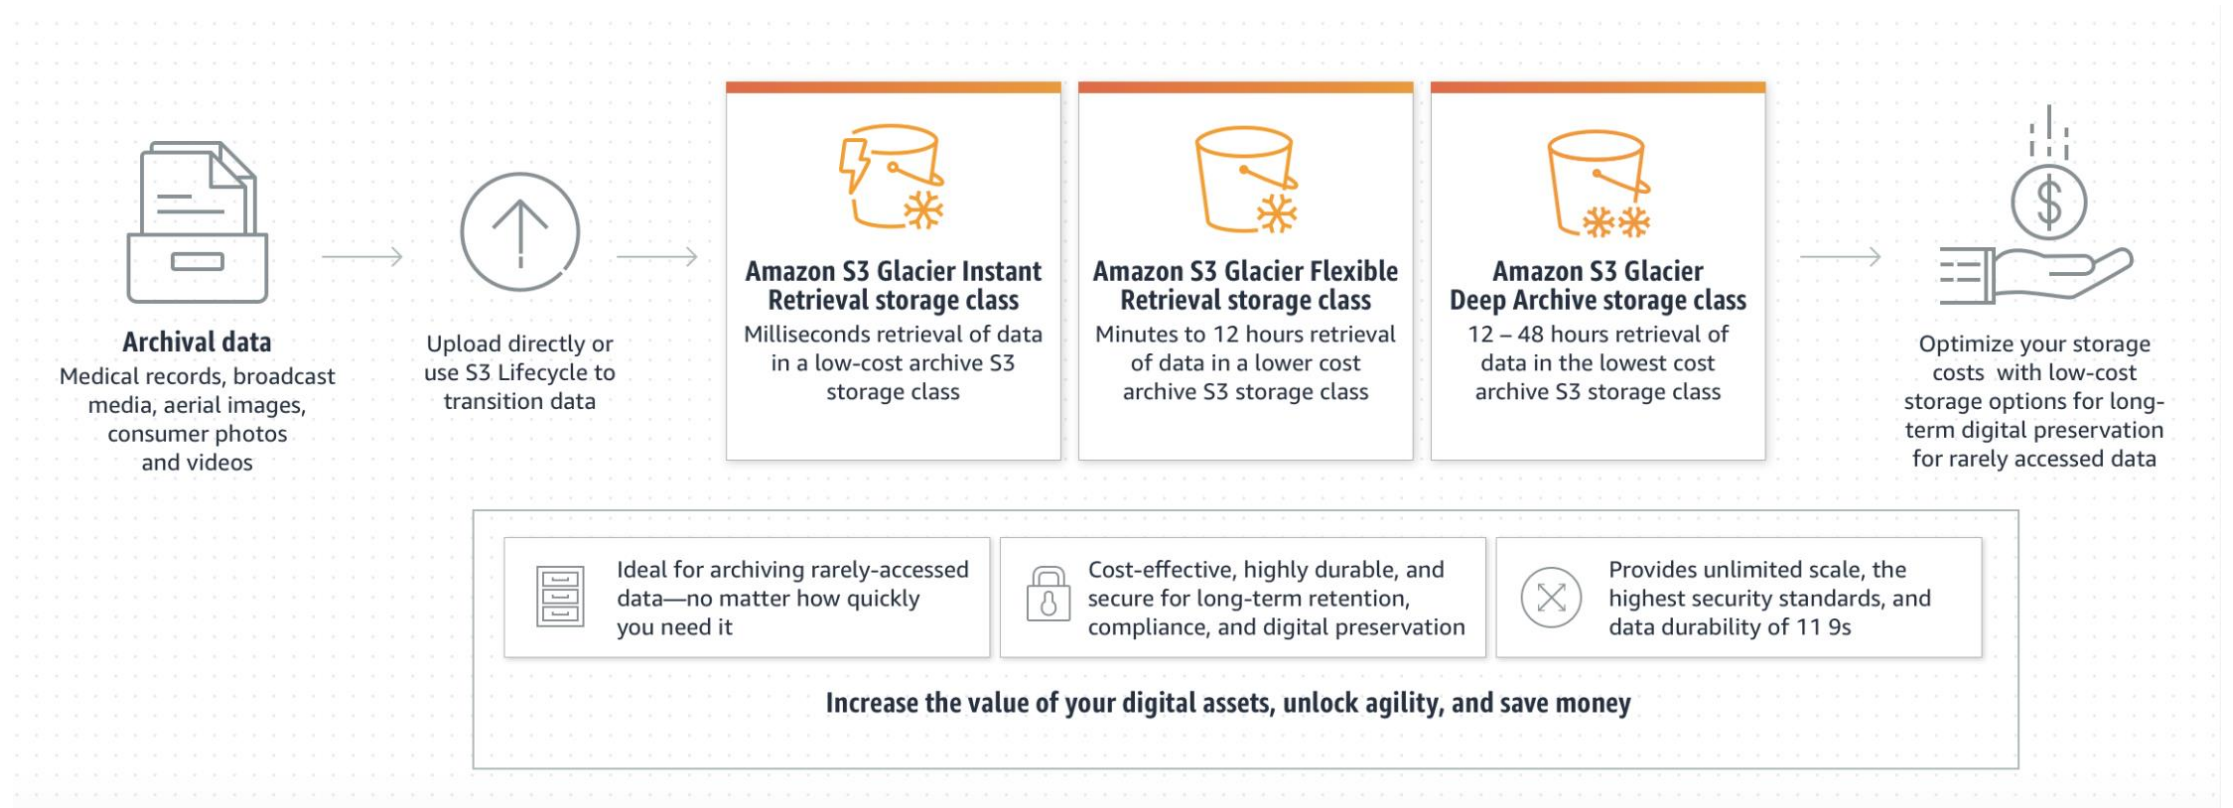 Archival data
Medical records, broadcast
media, aerial images,
consumer photos
and videos
Upload directly or
use S3 Lifecycle to
transition data
Amazon S3 Glacier Instant
Retrieval storage class
Milliseconds retrieval of data
in a low-cost archive S3
storage class
Amazon S3 Glacier Flexible
Retrieval storage class
Minutes to 12 hours retrieval
of data in a lower cost
archive S3 storage class
Amazon S3 Glacier
Deep Archive storage class
12 – 48 hours retrieval of
data in the lowest cost
archive S3 storage class
$
Optimize your storage
costs  with low-cost
storage options for long-
term digital preservation
for rarely accessed data
Ideal for archiving rarely-accessed
data—no matter how quickly
you need it
Cost-effective, highly durable, and
secure for long-term retention,
compliance, and digital preservation
Provides unlimited scale, the
highest security standards, and
data durability of 11 9s
Increase the value of your digital assets, unlock agility, and save money